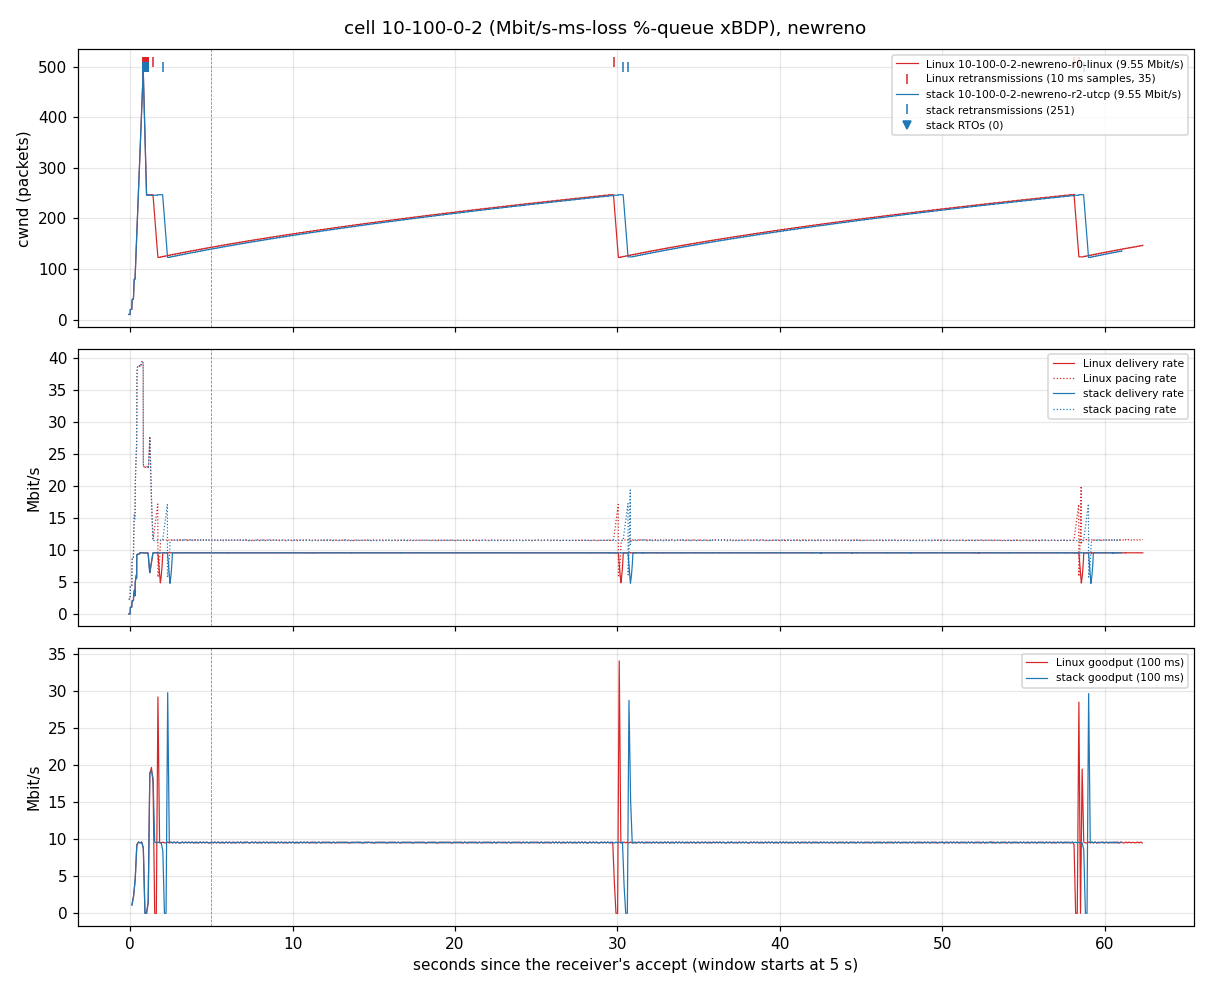 cell 10-100-0-2 (Mbit/s-ms-loss %-queue xBDP), newreno
500
400
300
200
100
0
cwnd (packets)
Linux 10-100-0-2-newreno-r0-linux (9.55 Mbit/s)
Linux retransmissions (10 ms samples, 35)
stack 10-100-0-2-newreno-r2-utcp (9.55 Mbit/s)
stack retransmissions (251)
stack RTOs (0)
40
35
30
25
20
15
10
5
0
Mbit/s
Linux delivery rate
Linux pacing rate
stack delivery rate
stack pacing rate
35
30
25
20
15
10
5
0
Mbit/s
Linux goodput (100 ms)
stack goodput (100 ms)
0 10 20 30 40 50 60
seconds since the receiver's accept (window starts at 5 s)